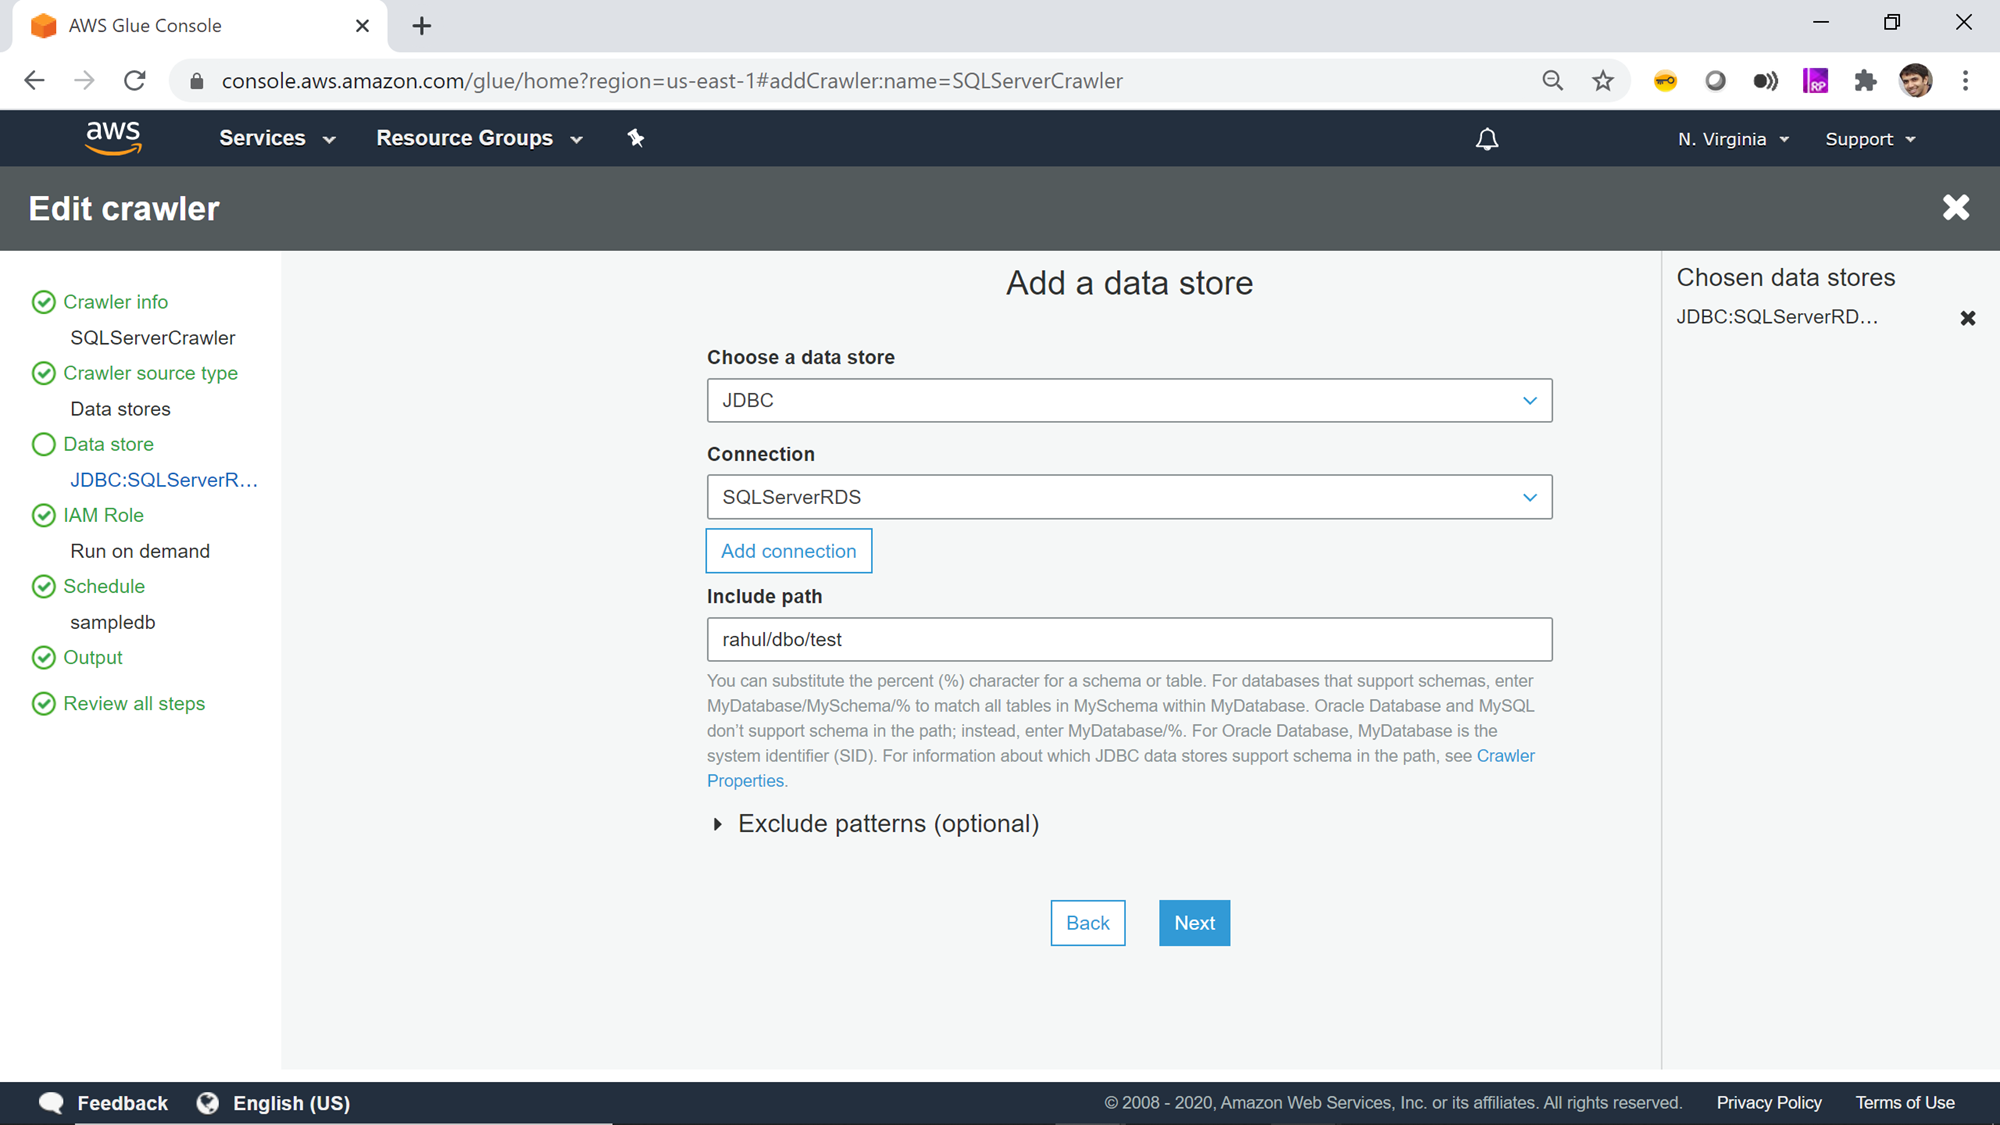 AWS Glue Console
console.aws.amazon.com/glue/home?region=us-east-1#addCrawler:name=SQLServerCrawler
RP
aws
Services
Resource Groups
N. Virginia
Support
Edit crawler
Crawler info
SQLServerCrawler
Crawler source type
Data stores
Data store
JDBC:SQLServerR...
IAM Role
Run on demand
Schedule
sampledb
Output
Review all steps
Add a data store
Choose a data store
JDBC
Connection
SQLServerRDS
Add connection
Include path
rahul/dbo/test
You can substitute the percent (%) character for a schema or table. For databases that support schemas, enter
MyDatabase/MySchema/% to match all tables in MySchema within MyDatabase. Oracle Database and MySQL
don't support schema in the path; instead, enter MyDatabase/%. For Oracle Database, MyDatabase is the
system identifier (SID). For information about which JDBC data stores support schema in the path, see Crawler
Properties.
Exclude patterns (optional)
Back
Next
Chosen data stores
JDBC:SQLServerRD...
Feedback
English (US)
© 2008 - 2020, Amazon Web Services, Inc. or its affiliates. All rights reserved.
Privacy Policy
Terms of Use